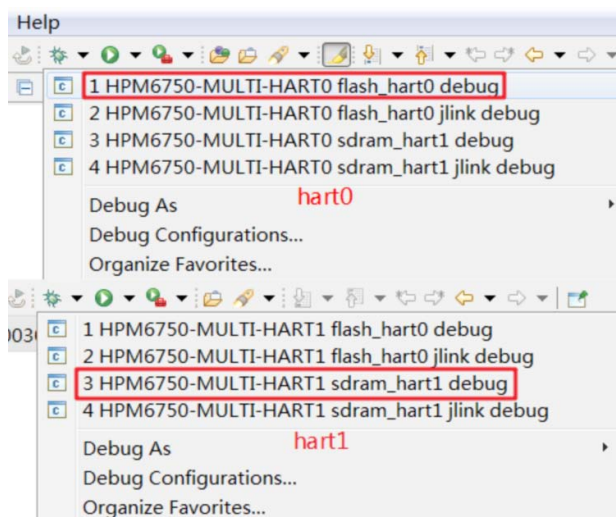 Help
1 HPM6750-MULTI-HART0 flash_hart0 debug
2 HPM6750-MULTI-HART0 flash_hart0 jlink debug
3 HPM6750-MULTI-HART0 sdram_hart1 debug
4 HPM6750-MULTI-HART0 sdram_hart1 jlink debug
hart0
Debug As
Debug Configurations...
Organize Favorites...
1 HPM6750-MULTI-HART1 flash_hart0 debug
2 HPM6750-MULTI-HART1 flash_hart0 jlink debug
3 HPM6750-MULTI-HART1 sdram_hart1 debug
4 HPM6750-MULTI-HART1 sdram_hart1 jlink debug
hart1
Debug As
Debug Configurations...
Organize Favorites...